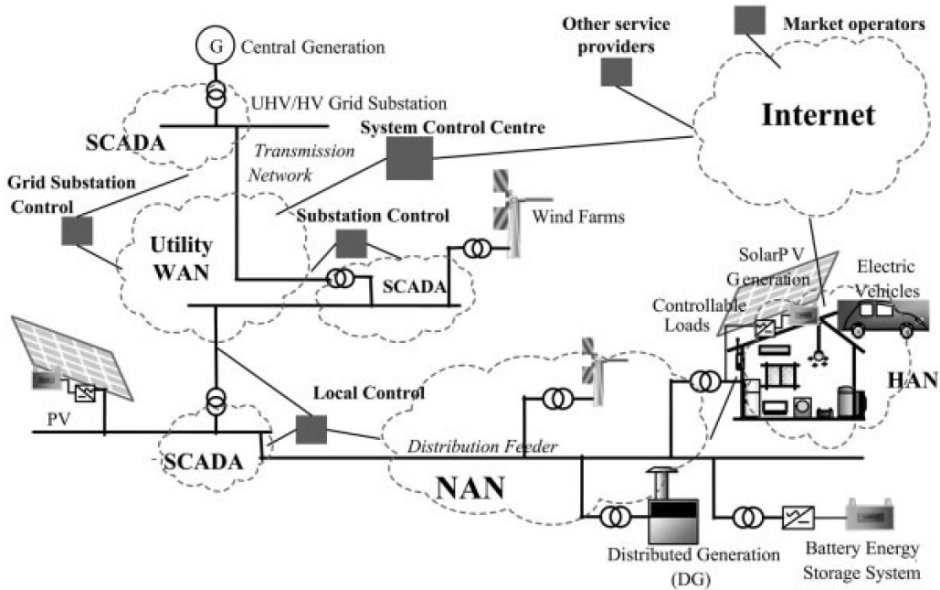 G
Central Generation
Other service
providers
Market operators
UHV/HV Grid Substation
SCADA
System Control Centre
Internet
Transmission
Network
Grid Substation
Control
Substation Control
Wind Farms
Utility
WAN
SCADA
SolarPV
Generation
Electric
Vehicles
Controllable
Loads
PV
Local Control
HAN
SCADA
Distribution Feeder
NAN
Distributed Generation
(DG)
Battery Energy
Storage System